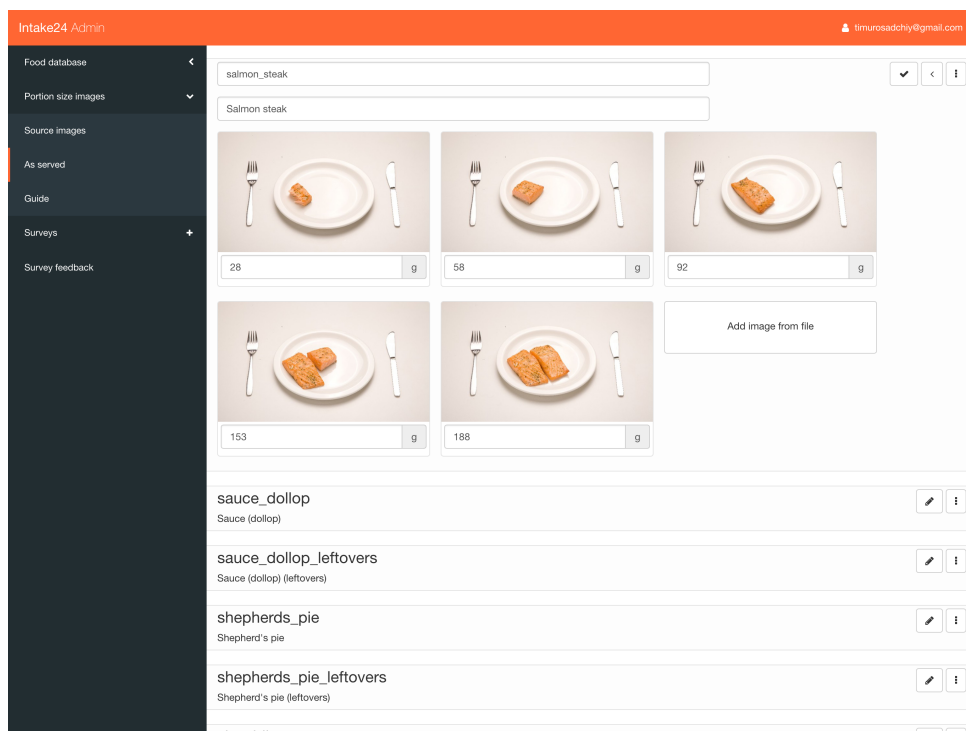 Intake24 Admin
timurosadchiy@gmail.com
Food database
Portion size images
Source images
As served
Guide
Surveys
Survey feedback
salmon_steak
Salmon steak
28 g
58 g
92 g
153 g
188 g
Add image from file
sauce_dollop
Sauce (dollop)
sauce_dollop_leftovers
Sauce (dollop) (leftovers)
shepherds_pie
Shepherd's pie
shepherds_pie_leftovers
Shepherd's pie (leftovers)